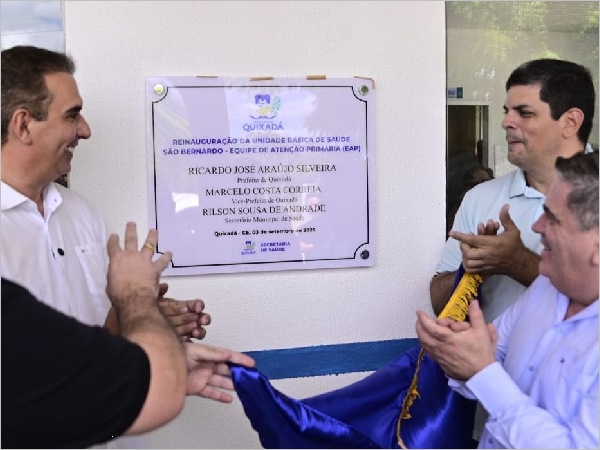 QUIXADÁ
REINAUGURAÇÃO DA UNIDADE BÁSICA DE SAÚDE
SÃO BERNARDO - EQUIPE DE ATENÇÃO PRIMÁRIA (EAP)
RICARDO JOSÉ ARAÚJO SILVEIRA
Prefeito de Quixadá
MARCELO COSTA CORREIA
Vice-Prefeito de Quixadá
RILSON SOUSA DE ANDRADE
Secretário Municipal de Saúde
Quixadá - CE, 03 de setembro de 2025
QUIXADÁ
SECRETARIA
DE SAÚDE